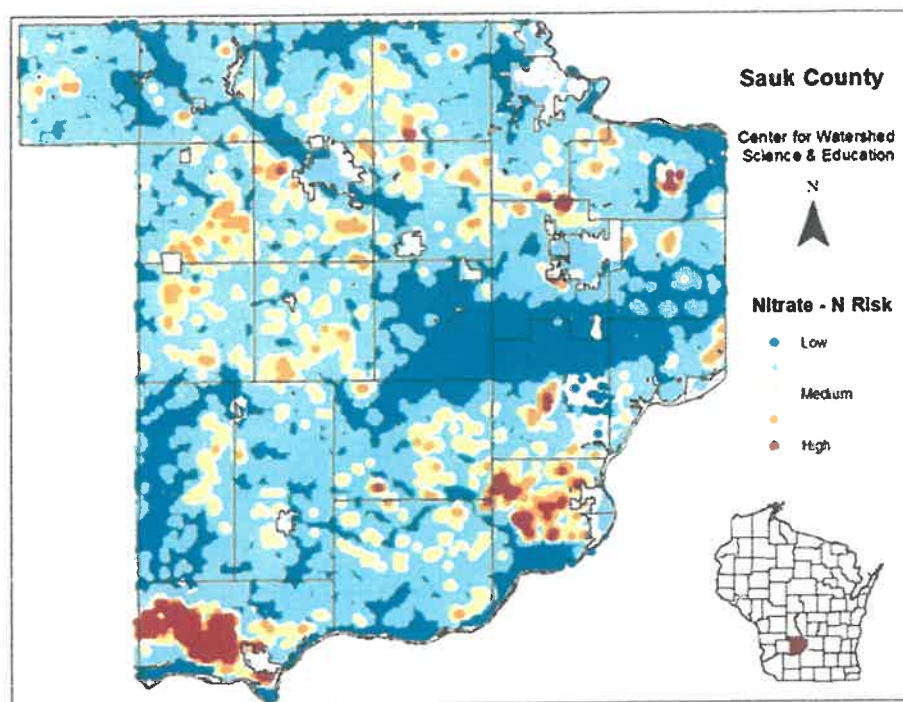 Sauk County
Center for Watershed
Science & Education
N
Nitrate - N Risk
Low
Medium
High